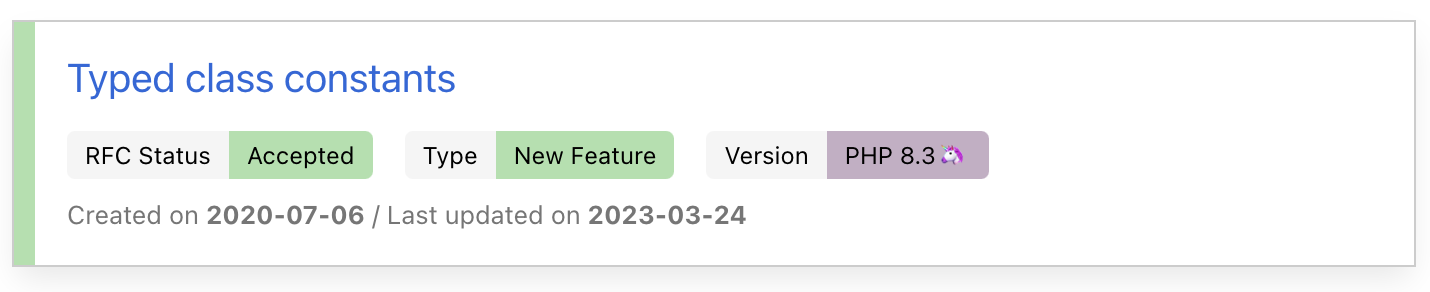 Typed class constants
RFC Status Accepted Type New Feature Version PHP 8.3🦄
Created on 2020-07-06 / Last updated on 2023-03-24